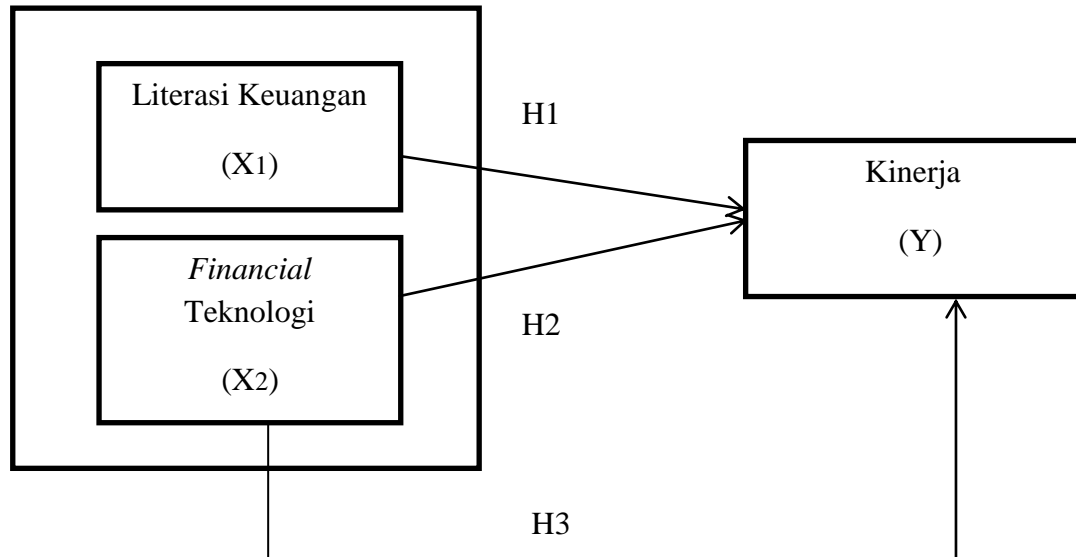 Literasi Keuangan
(X1)
H1
Kinerja
(Y)
Financial
Teknologi
(X2)
H2
H3